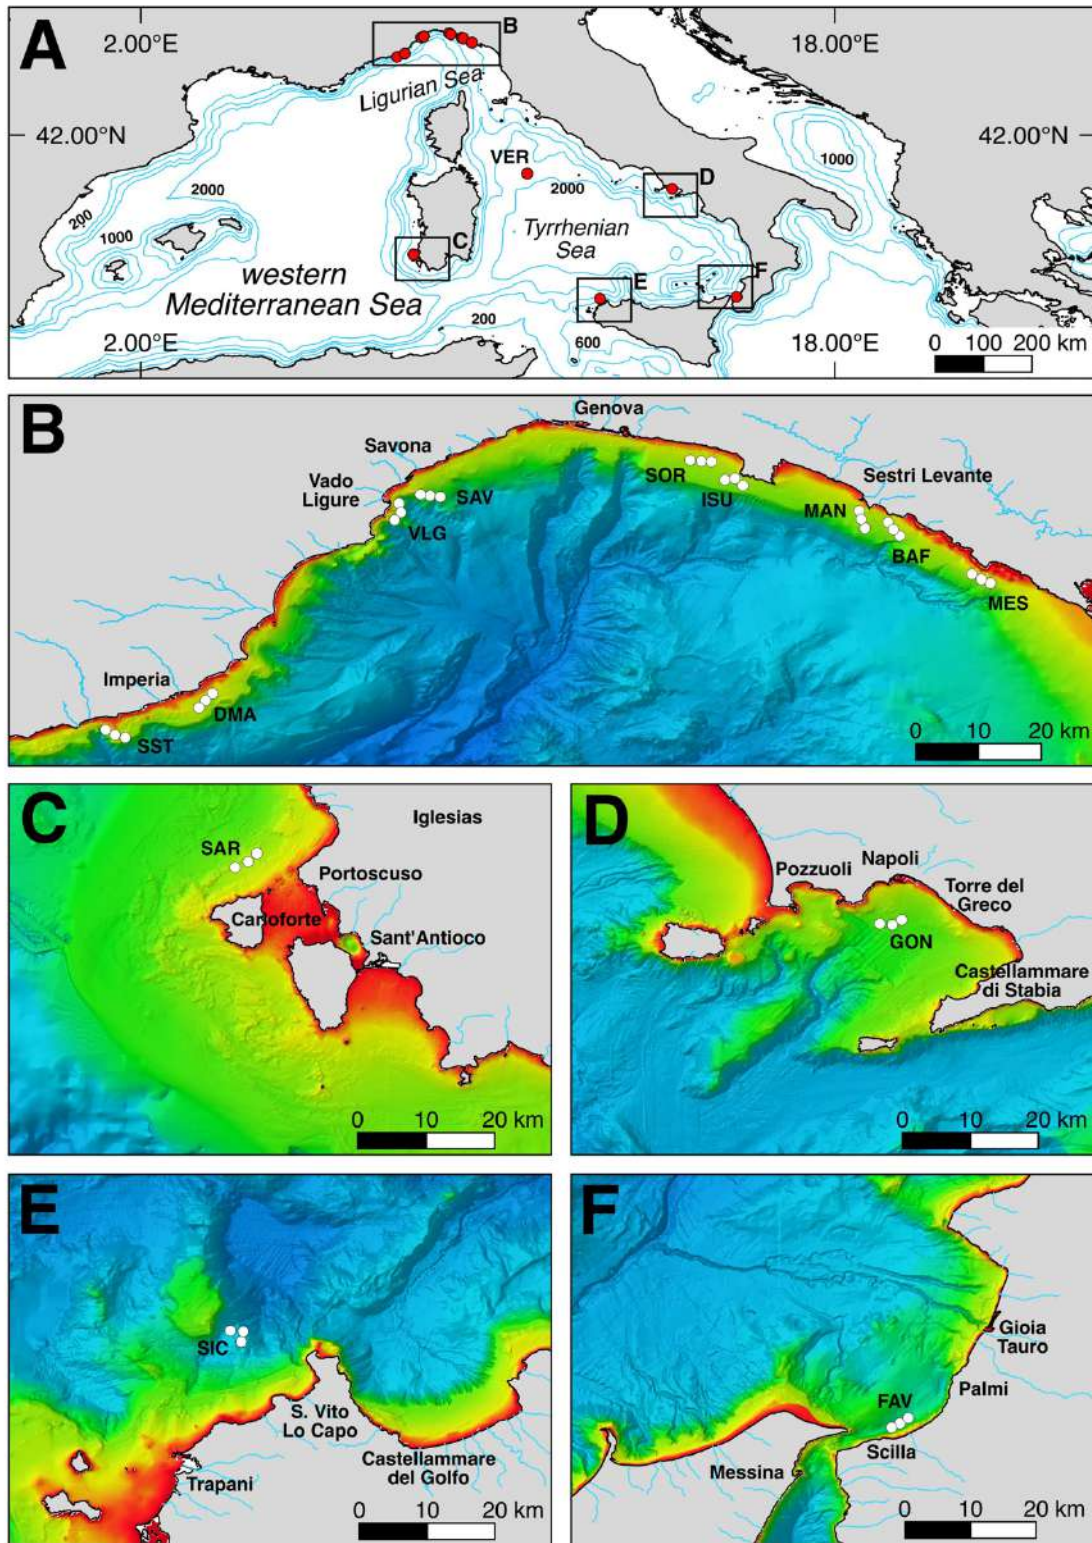 A
2.00°E
B
18.00°E
Ligurian Sea
42.00°N
42.00°N
VER
1000
2000
D
200
2000
1000
C
Tyrrhenian
Sea
western
Mediterranean Sea
E
F
200
600
2.00°E
18.00°E
0 100 200 km
B
Genova
Savona
Vado
Ligure
SAV
VLG
SOR
ISU
Sestri Levante
MAN
BAF
MES
Imperia
DMA
SST
0 10 20 km
C
Iglesias
SAR
Portoscuso
Carloforte
Sant'Antioco
0 10 20 km
D
Pozzuoli
Napoli
Torre del
Greco
GON
Castellammare
di Stabia
0 10 20 km
E
SIC
S. Vito
Lo Capo
Castellammare
del Golfo
Trapani
0 10 20 km
F
Gioia
Tauro
Palmi
FAV
Scilla
Messina
0 10 20 km